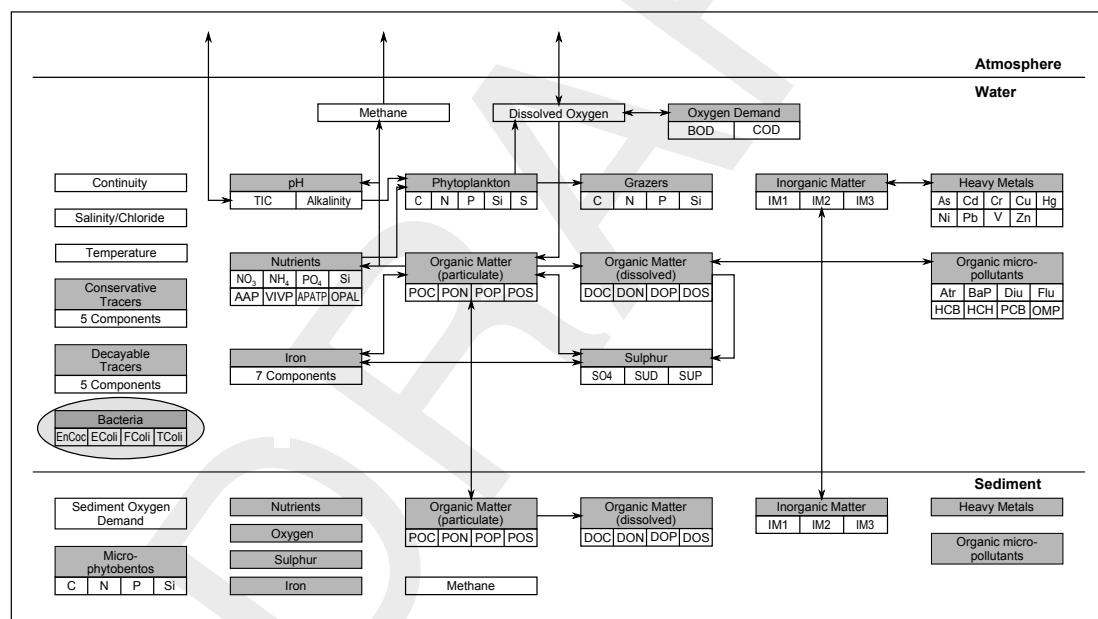 Atmosphere
Water
Methane
Dissolved Oxygen
Oxygen Demand
BOD COD
Continuity
pH
TIC Alkalinity
Phytoplankton
C N P Si S
Grazers
C N P Si
Inorganic Matter
IM1 IM2 IM3
Heavy Metals
As Cd Cr Cu Hg
Ni Pb V Zn
Salinity/Chloride
Temperature
Nutrients
NO3 NH4 PO4 Si
AAP VIVP APATP OPAL
Organic Matter
(particulate)
POC PON POP POS
Organic Matter
(dissolved)
DOC DON DOP DOS
Organic micro-
pollutants
Atr BaP Diu Flu
HCB HCH PCB OMP
Conservative
Tracers
5 Components
Decayable
Tracers
5 Components
Iron
7 Components
Sulphur
SO4 SUD SUP
Bacteria
EnCoc EColi FColi TColi
Sediment
Sediment Oxygen
Demand
Nutrients
Organic Matter
(particulate)
POC PON POP POS
Organic Matter
(dissolved)
DOC DON DOP DOS
Inorganic Matter
IM1 IM2 IM3
Heavy Metals
Oxygen
Micro-
phytobentos
C N P Si
Sulphur
Organic micro-
pollutants
Iron
Methane
DRAF